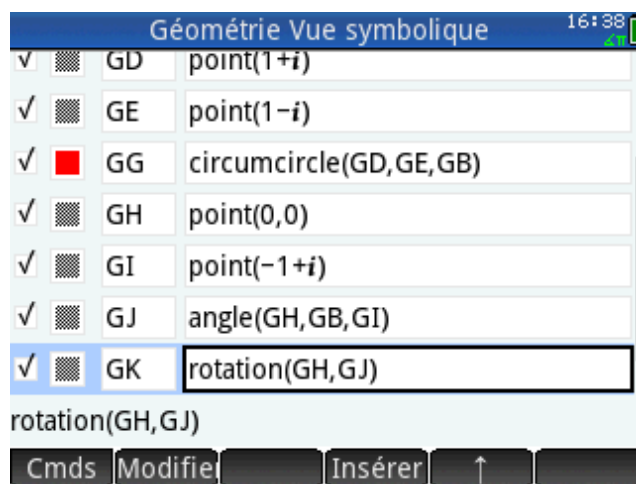 Géométrie Vue symbolique 16:38
∡π
√ GD point(1+i)
√ GE point(1−i)
√ GG circumcircle(GD,GE,GB)
√ GH point(0,0)
√ GI point(−1+i)
√ GJ angle(GH,GB,GI)
√ GK rotation(GH,GJ)
rotation(GH,GJ)
Cmds Modifie Insérer ↑